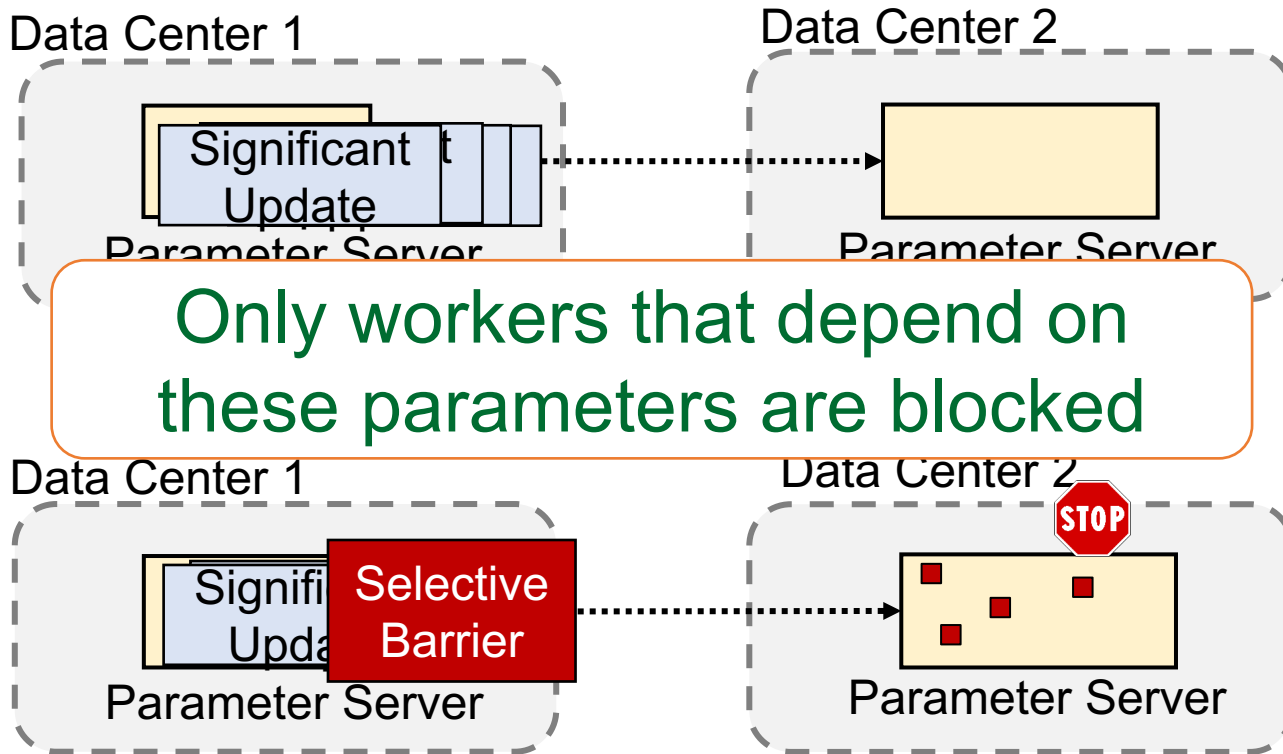 Data Center 1
Data Center 2
Significant t
Update
Parameter Server
Parameter Server
Only workers that depend on
these parameters are blocked
Data Center 1
Data Center 2
STOP
Signifi
Upda
Selective
Barrier
Parameter Server
Parameter Server